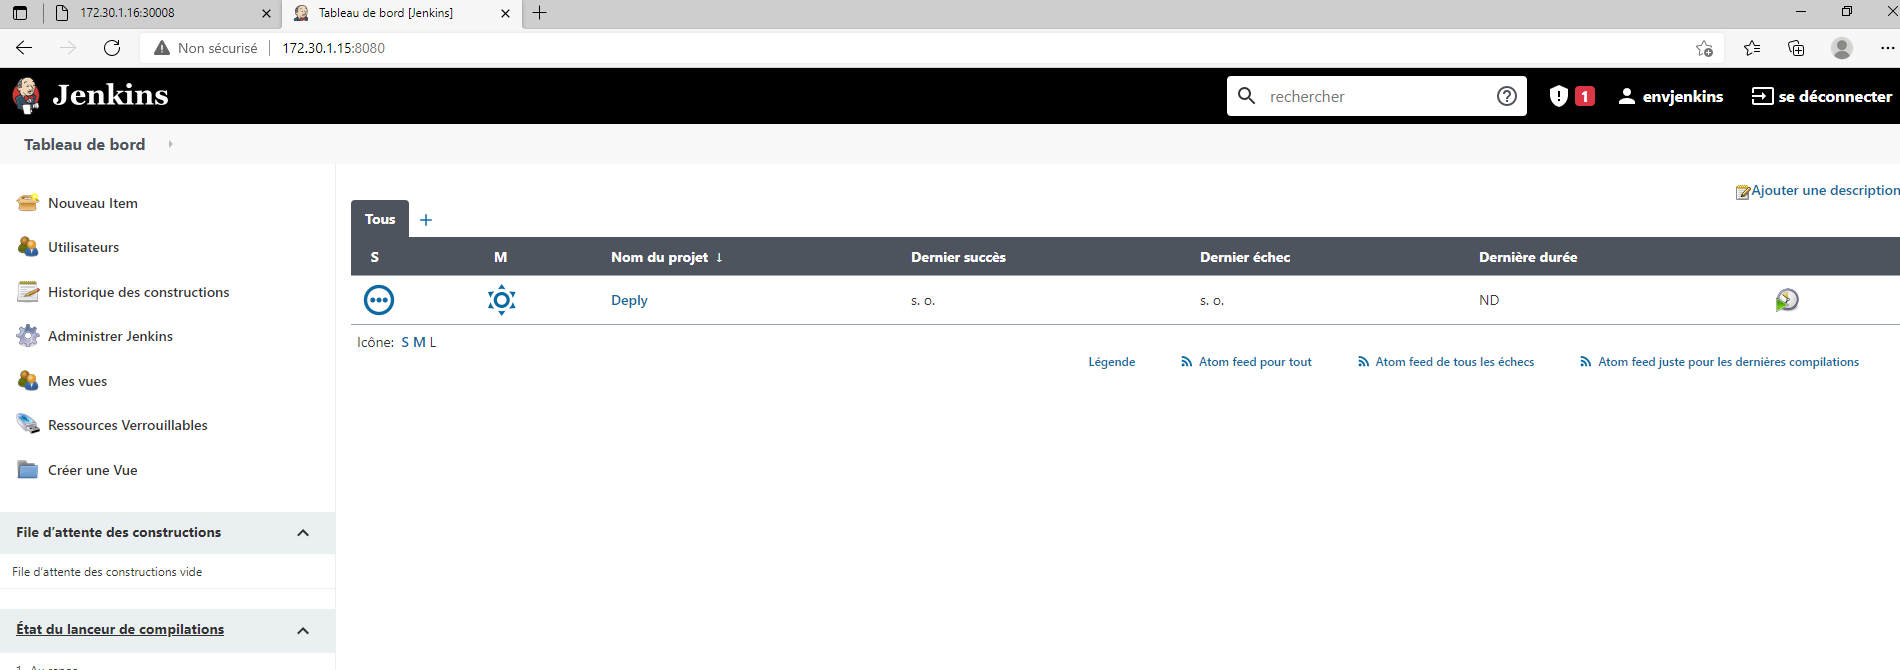 172.30.1.16:30008
Tableau de bord [Jenkins]
Non sécurisé
172.30.1.15:8080
Jenkins
rechercher
1
envjenkins
se déconnecter
Tableau de bord
Nouveau Item
Utilisateurs
Historique des constructions
Administrer Jenkins
Mes vues
Ressources Verrouillables
Créer une Vue
File d'attente des constructions
File d'attente des constructions vide
État du lanceur de compilations
Ajouter une description
Tous +
S M Nom du projet ↓ Dernier succès Dernier échec Dernière durée
Deply s. o. s. o. ND
Icône: S M L
Légende Atom feed pour tout Atom feed de tous les échecs Atom feed juste pour les dernières compilations